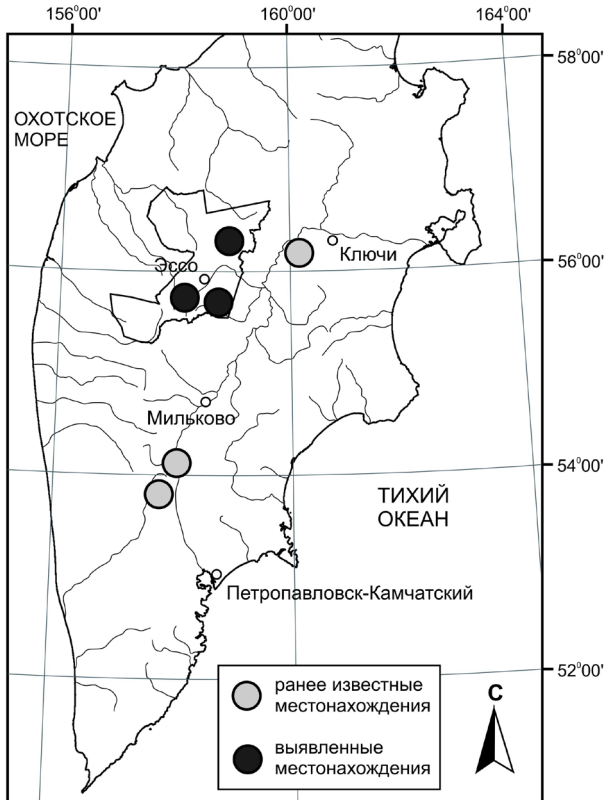 156°00' 160°00' 164°00'
58°00'
ОХОТСКОЕ
МОРЕ
Ключи
56°00'
Эссо
Мильково
54°00'
ТИХИЙ
ОКЕАН
Петропавловск-Камчатский
52°00'
С
ранее известные
местонахождения
выявленные
местонахождения